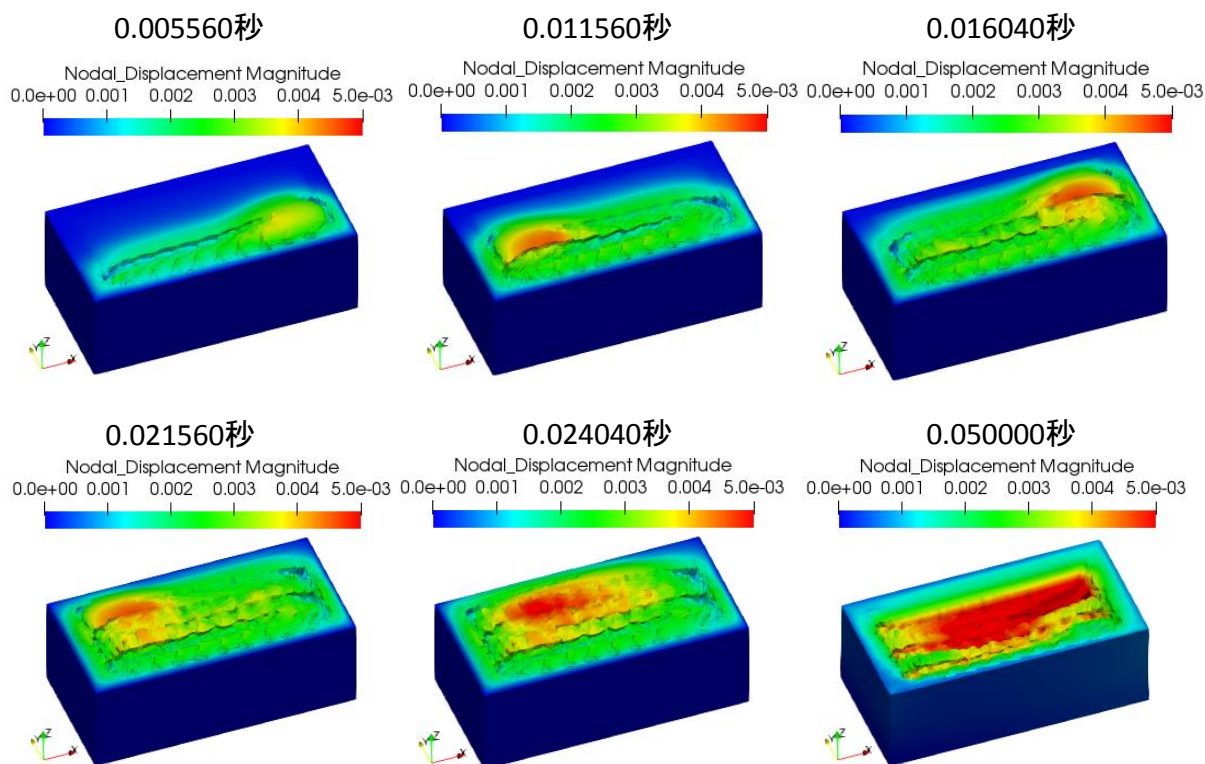 0.005560秒
Nodal_Displacement Magnitude
0.0e+00 0.001 0.002 0.003 0.004 5.0e-03
Z
Y
X
0.011560秒
Nodal_Displacement Magnitude
0.0e+00 0.001 0.002 0.003 0.004 5.0e-03
Z
Y
X
0.016040秒
Nodal_Displacement Magnitude
0.0e+00 0.001 0.002 0.003 0.004 5.0e-03
Z
Y
X
0.021560秒
Nodal_Displacement Magnitude
0.0e+00 0.001 0.002 0.003 0.004 5.0e-03
Z
Y
X
0.024040秒
Nodal_Displacement Magnitude
0.0e+00 0.001 0.002 0.003 0.004 5.0e-03
Z
Y
X
0.050000秒
Nodal_Displacement Magnitude
0.0e+00 0.001 0.002 0.003 0.004 5.0e-03
Z
Y
X